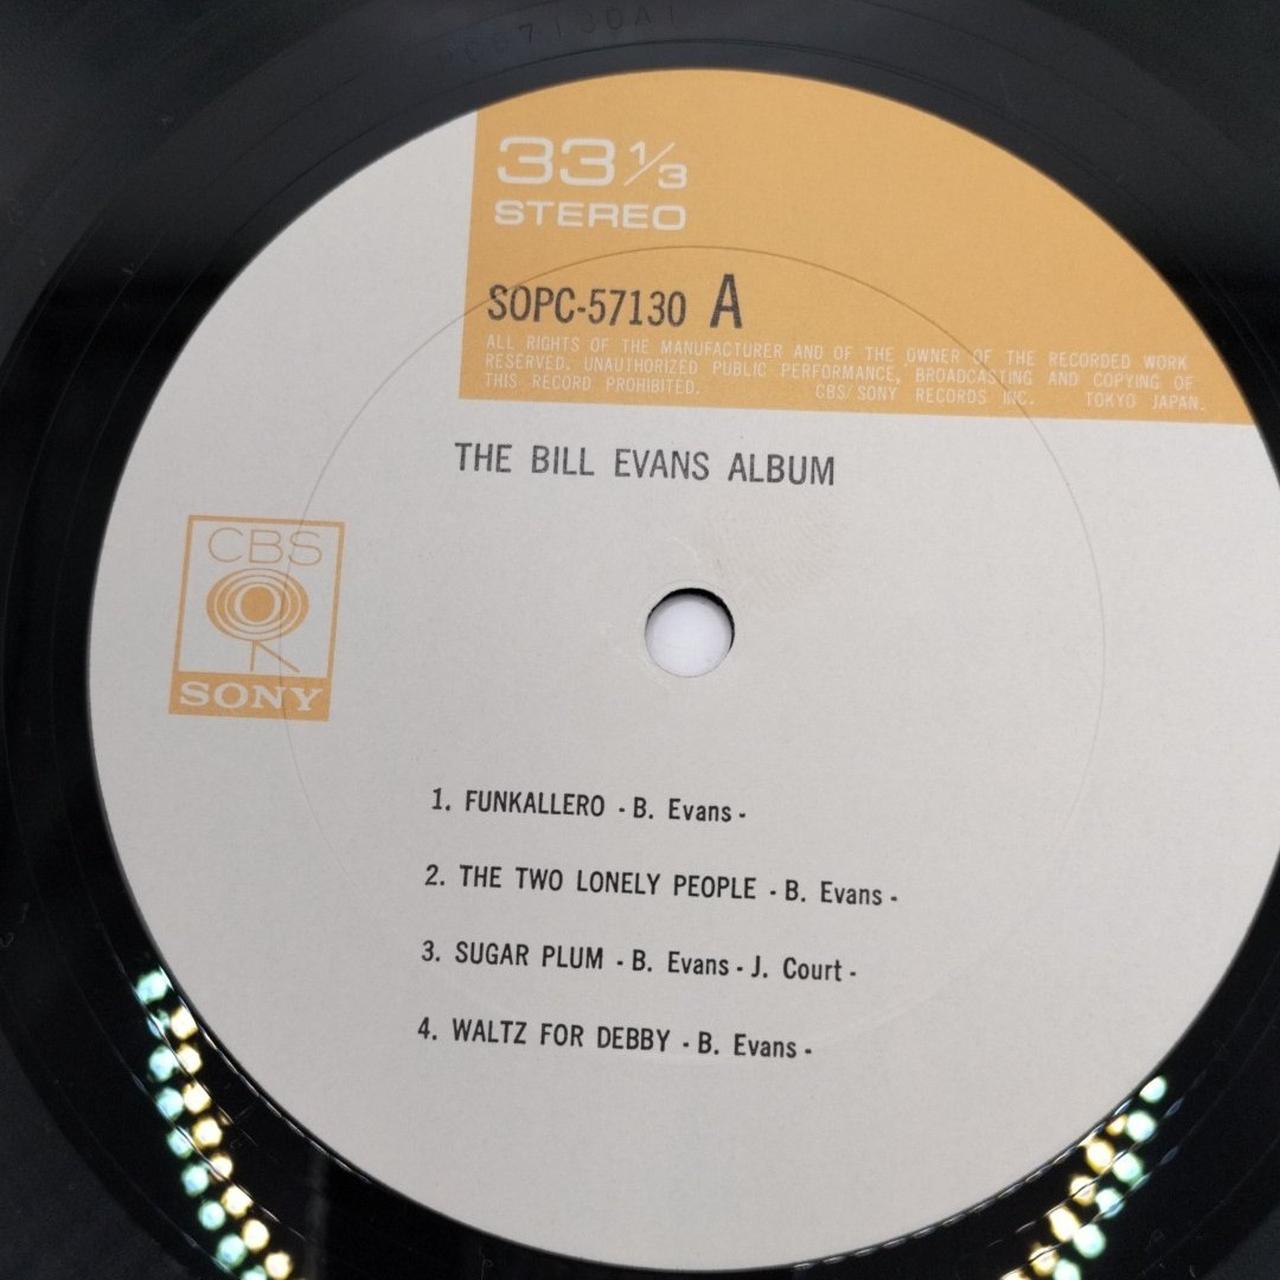 33 1/3
STEREO
SOPC-57130 A
ALL RIGHTS OF THE MANUFACTURER AND OF THE OWNER OF THE RECORDED WORK
RESERVED. UNAUTHORIZED PUBLIC PERFORMANCE, BROADCASTING AND COPYING OF
THIS RECORD PROHIBITED. CBS/SONY RECORDS INC. TOKYO JAPAN.
THE BILL EVANS ALBUM
CBS
SONY
1. FUNKALLERO - B. Evans -
2. THE TWO LONELY PEOPLE - B. Evans -
3. SUGAR PLUM - B. Evans - J. Court -
4. WALTZ FOR DEBBY - B. Evans -